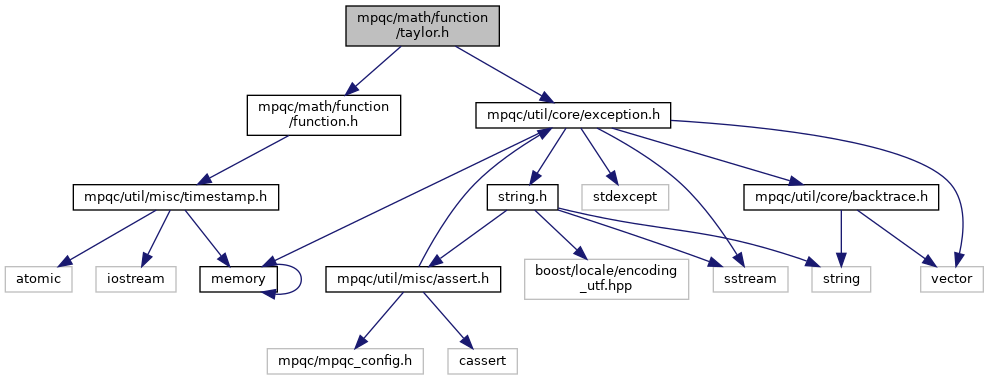 mpqc/math/function
/taylor.h
mpqc/math/function
/function.h
mpqc/util/core/exception.h
mpqc/util/misc/timestamp.h
string.h
stdexcept
mpqc/util/core/backtrace.h
atomic
iostream
memory
mpqc/util/misc/assert.h
boost/locale/encoding
_utf.hpp
sstream
string
vector
mpqc/mpqc_config.h
cassert